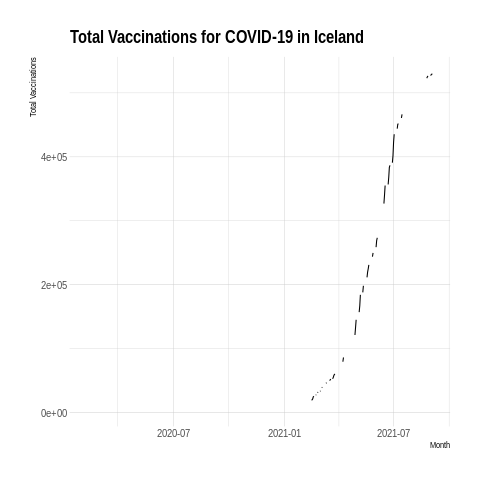 Total Vaccinations for COVID-19 in Iceland
Total Vaccinations
4e+05
2e+05
0e+00
2020-07
2021-01
2021-07
Month